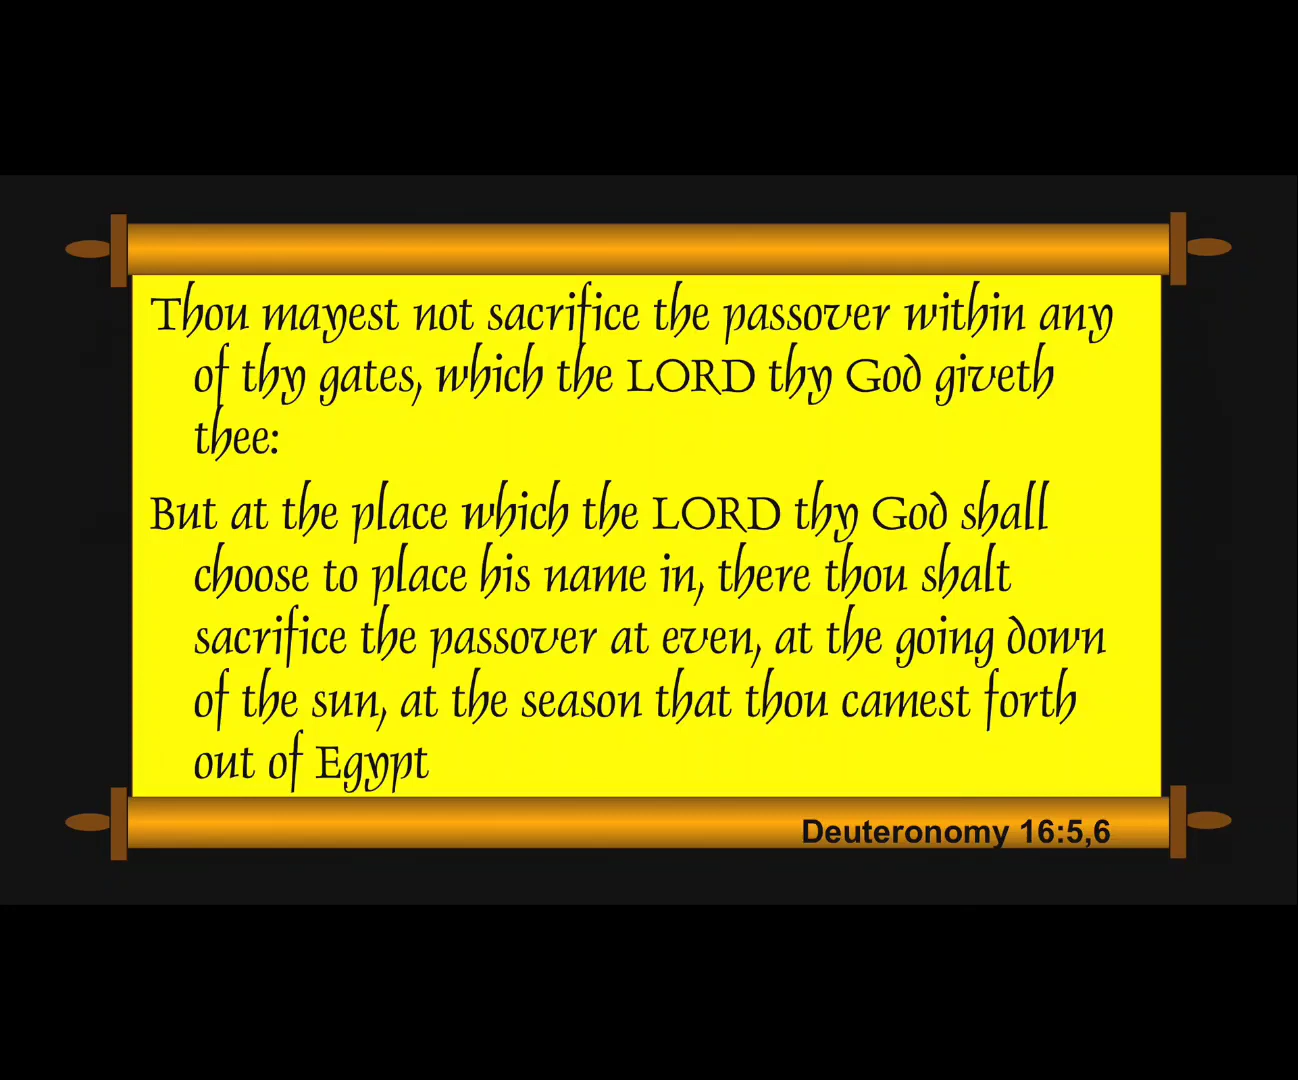 Thou mayest not sacrifice the passover within any
of thy gates, which the LORD thy God giveth
thee:
But at the place which the LORD thy God shall
choose to place his name in, there thou shalt
sacrifice the passover at even, at the going down
of the sun, at the season that thou camest forth
out of Egypt
Deuteronomy 16:5,6